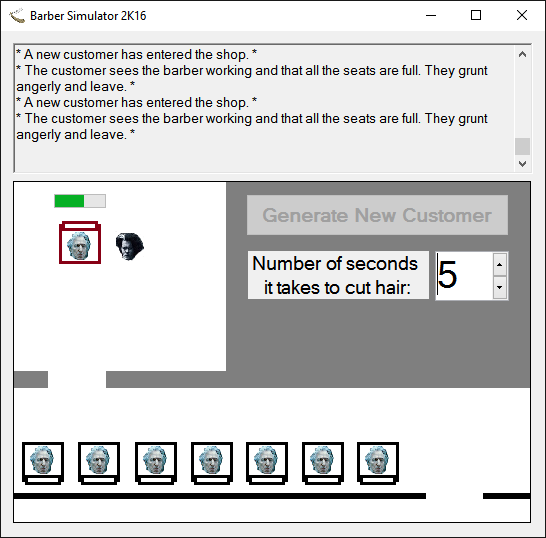 Barber Simulator 2K16
* A new customer has entered the shop. *
* The customer sees the barber working and that all the seats are full. They grunt
angerly and leave. *
* A new customer has entered the shop. *
* The customer sees the barber working and that all the seats are full. They grunt
angerly and leave. *
Generate New Customer
Number of seconds
it takes to cut hair:
5